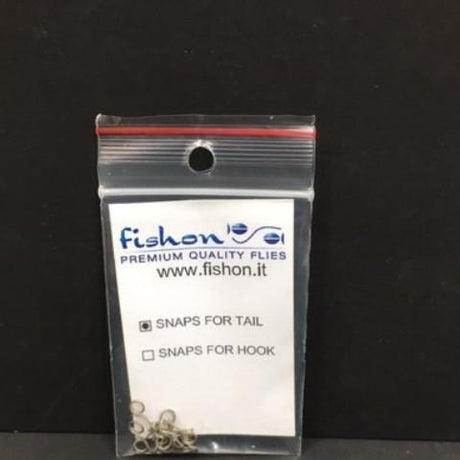 fishon
PREMIUM QUALITY FLIES
www.fishon.it
SNAPS FOR TAIL
SNAPS FOR HOOK